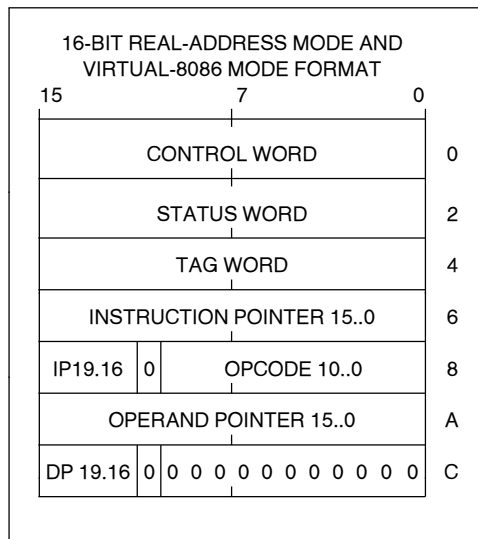 16-BIT REAL-ADDRESS MODE AND
VIRTUAL-8086 MODE FORMAT
15 7 0
CONTROL WORD 0
STATUS WORD 2
TAG WORD 4
INSTRUCTION POINTER 15..0 6
IP19.16 0 OPCODE 10..0 8
OPERAND POINTER 15..0 A
DP 19.16 0 0 0 0 0 0 0 0 0 0 0 0 C